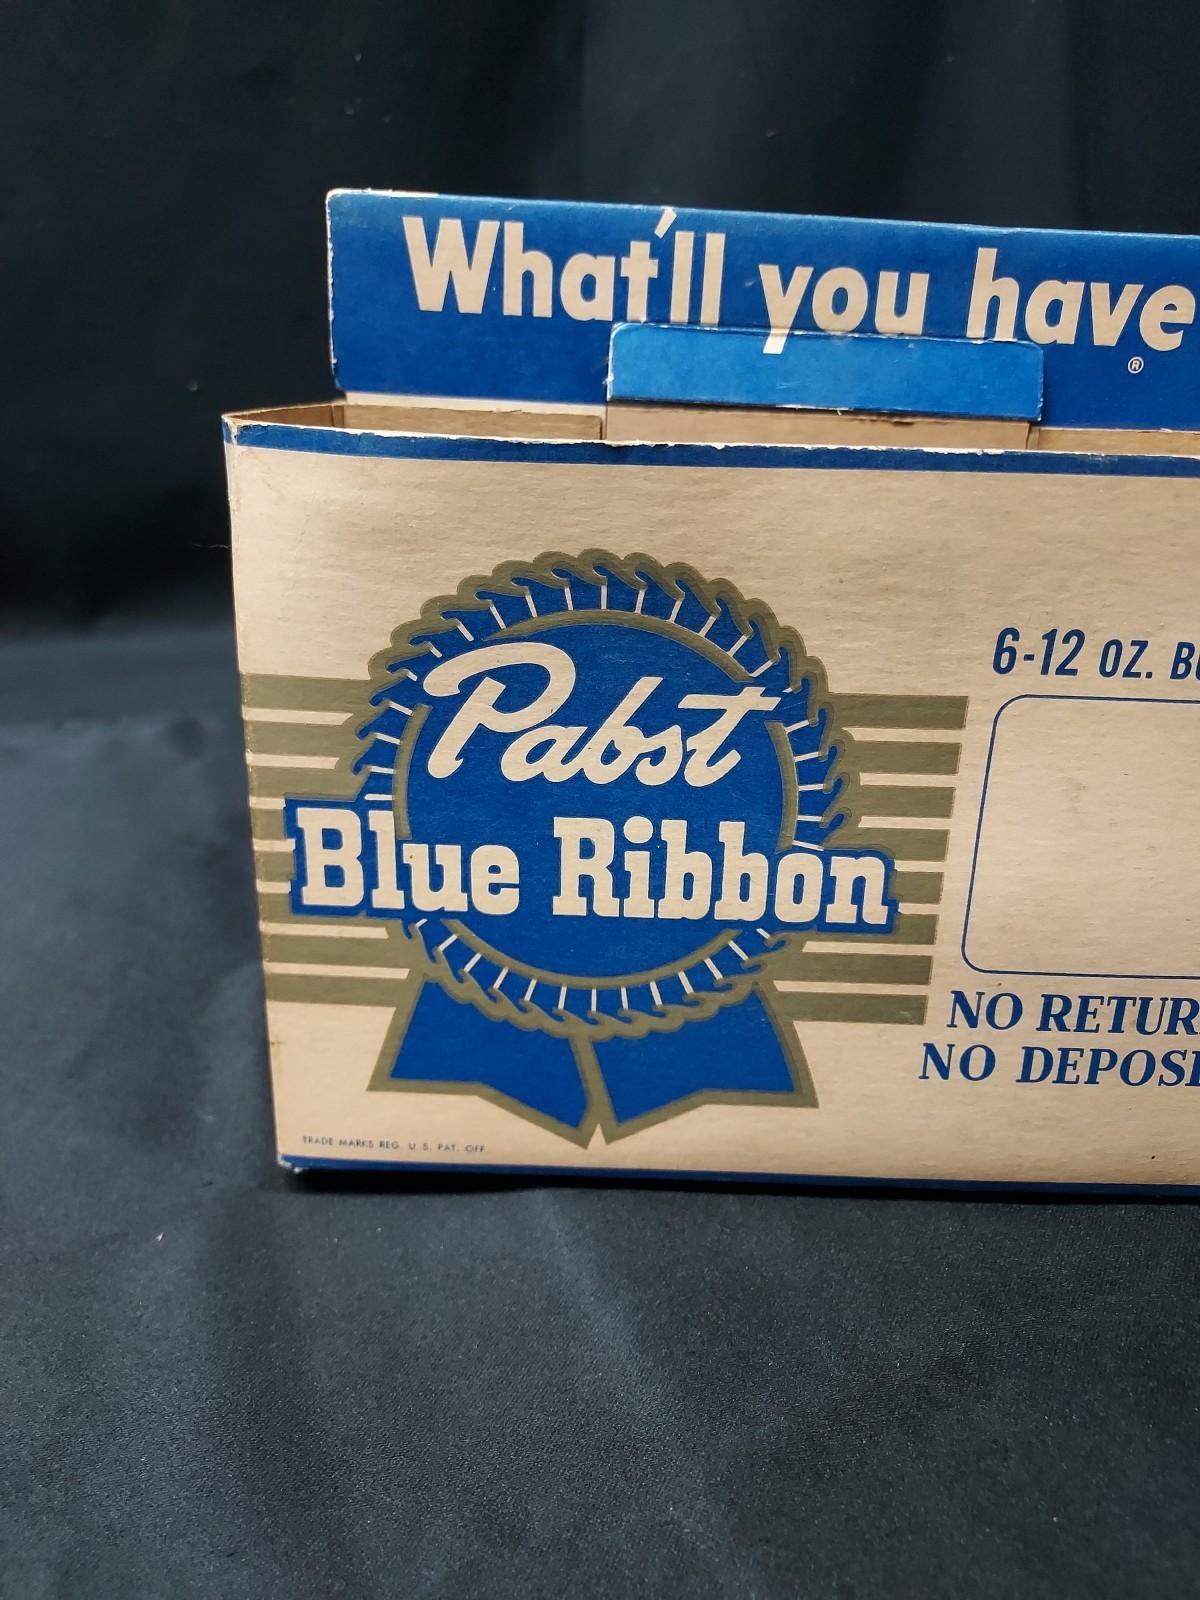 What'll you have
®
Pabst
Blue Ribbon
6-12 OZ.
NO
NO
TRADE MARKS REG. U. S. PAT. OFF